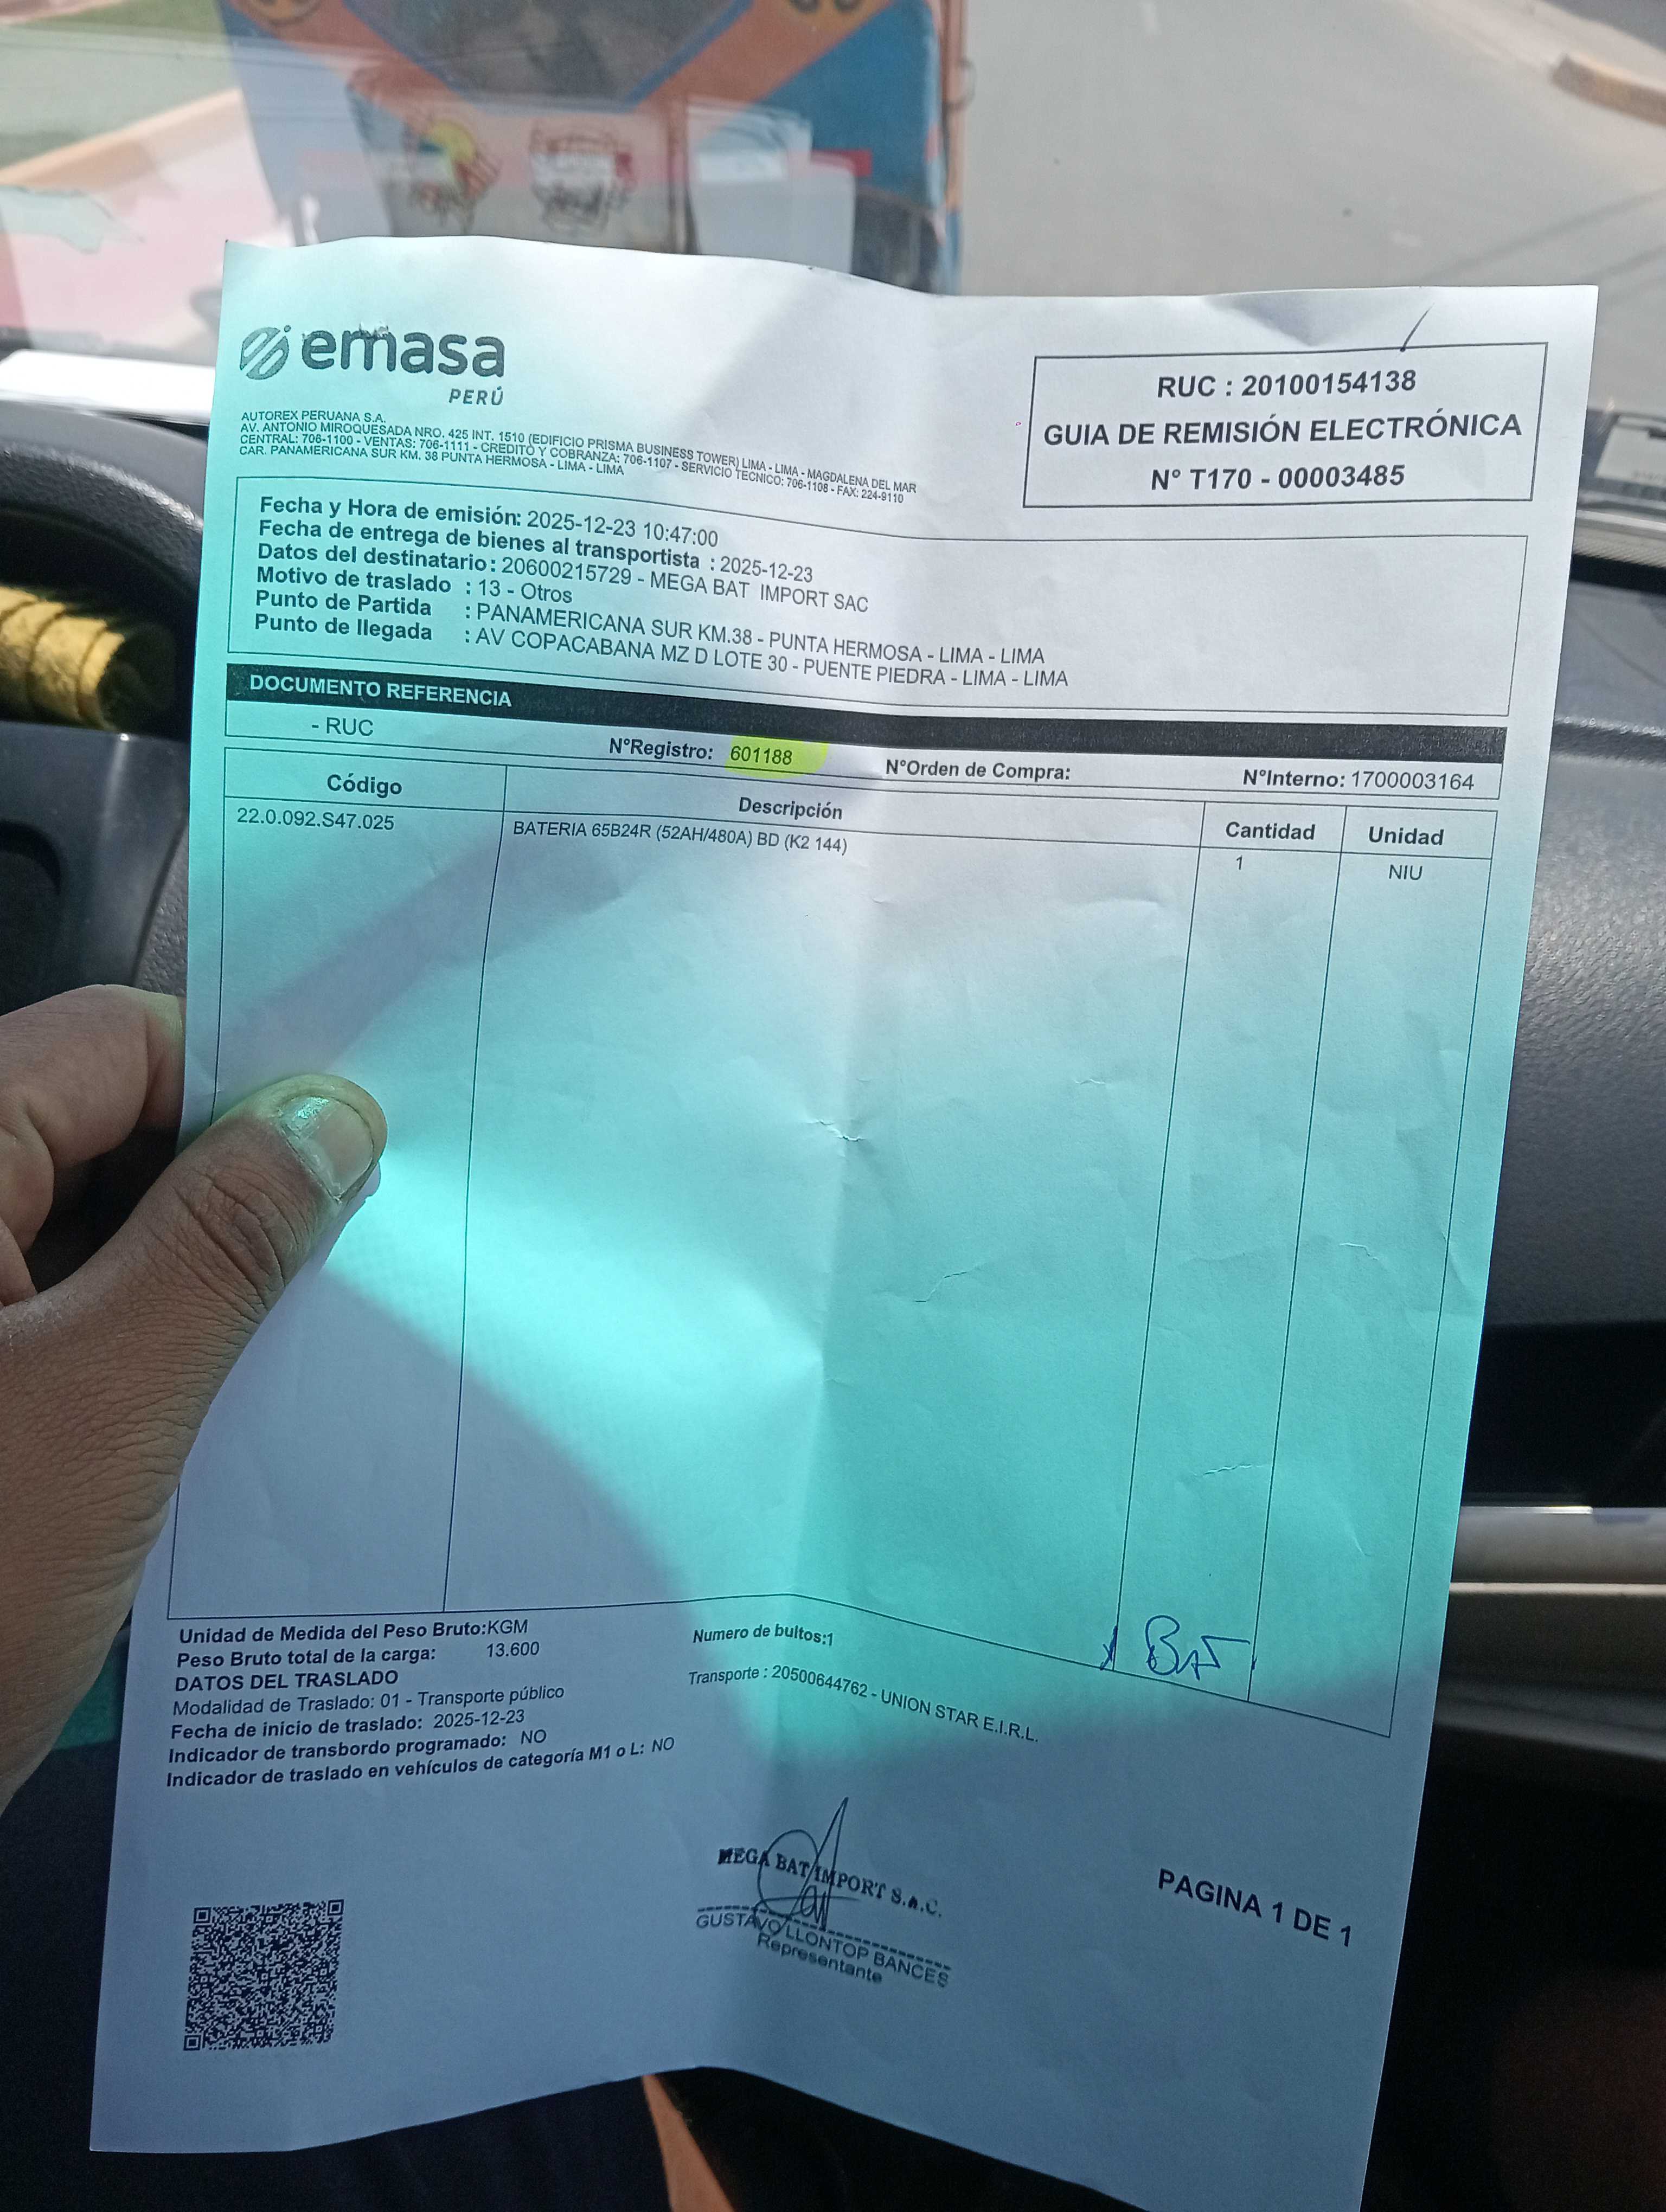 emasa
PERÚ
AUTOREX PERUANA S.A.
AV. ANTONIO MIROQUESADA NRO. 425 INT. 1510 (EDIFICIO PRISMA BUSINESS TOWER) LIMA - LIMA - MAGDALENA DEL MAR
CENTRAL: 706-1100 - VENTAS: 706-1111 - CREDITO Y COBRANZA: 706-1107 - SERVICIO TECNICO: 706-1108 - FAX: 224-9110
CAR. PANAMERICANA SUR KM. 38 PUNTA HERMOSA - LIMA - LIMA
RUC : 20100154138
GUIA DE REMISIÓN ELECTRÓNICA
N° T170 - 00003485
Fecha y Hora de emisión: 2025-12-23 10:47:00
Fecha de entrega de bienes al transportista : 2025-12-23
Datos del destinatario : 20600215729 - MEGA BAT IMPORT SAC
Motivo de traslado : 13 - Otros
Punto de Partida : PANAMERICANA SUR KM.38 - PUNTA HERMOSA - LIMA - LIMA
Punto de llegada : AV COPACABANA MZ D LOTE 30 - PUENTE PIEDRA - LIMA - LIMA
DOCUMENTO REFERENCIA
- RUC N°Registro: 601188 N°Orden de Compra: N°Interno: 1700003164
Código Descripción Cantidad Unidad
22.0.092.S47.025 BATERIA 65B24R (52AH/480A) BD (K2 144) 1 NIU
1 BAT
Unidad de Medida del Peso Bruto:KGM
Peso Bruto total de la carga: 13.600
Numero de bultos:1
DATOS DEL TRASLADO
Modalidad de Traslado: 01 - Transporte público
Transporte : 20500644762 - UNION STAR E.I.R.L.
Fecha de inicio de traslado: 2025-12-23
Indicador de transbordo programado: NO
Indicador de traslado en vehículos de categoría M1 o L: NO
MEGA BAT IMPORT S.A.C.
GUSTAVO LLONTOP BANCES
Representante
PAGINA 1 DE 1